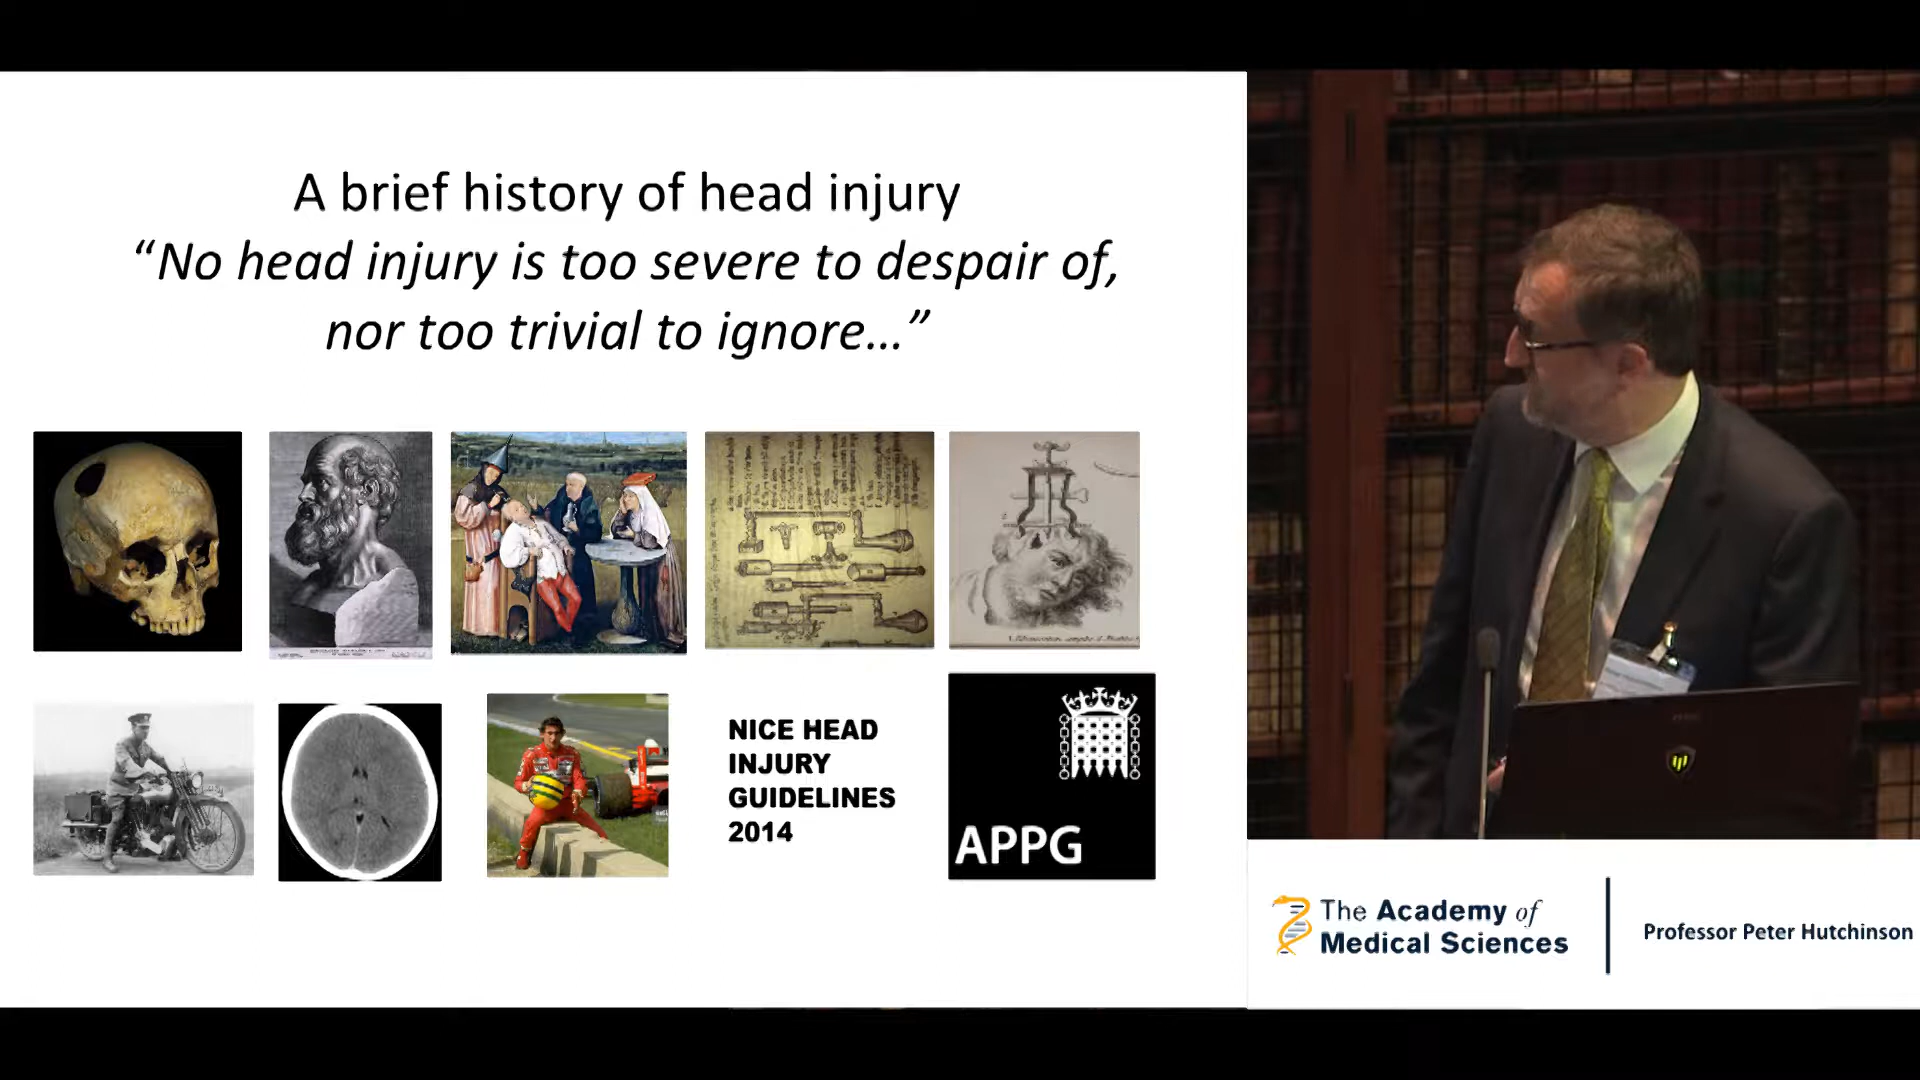 A brief history of head injury
“No head injury is too severe to despair of,
nor too trivial to ignore...”
NICE HEAD
INJURY
GUIDELINES
2014
APPG
The Academy of
Medical Sciences
Professor Peter Hutchinson